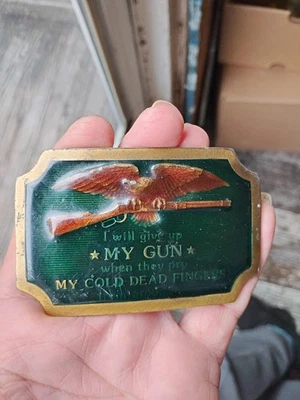 I will give up
MY GUN
when they pry
MY COLD DEAD FINGERS